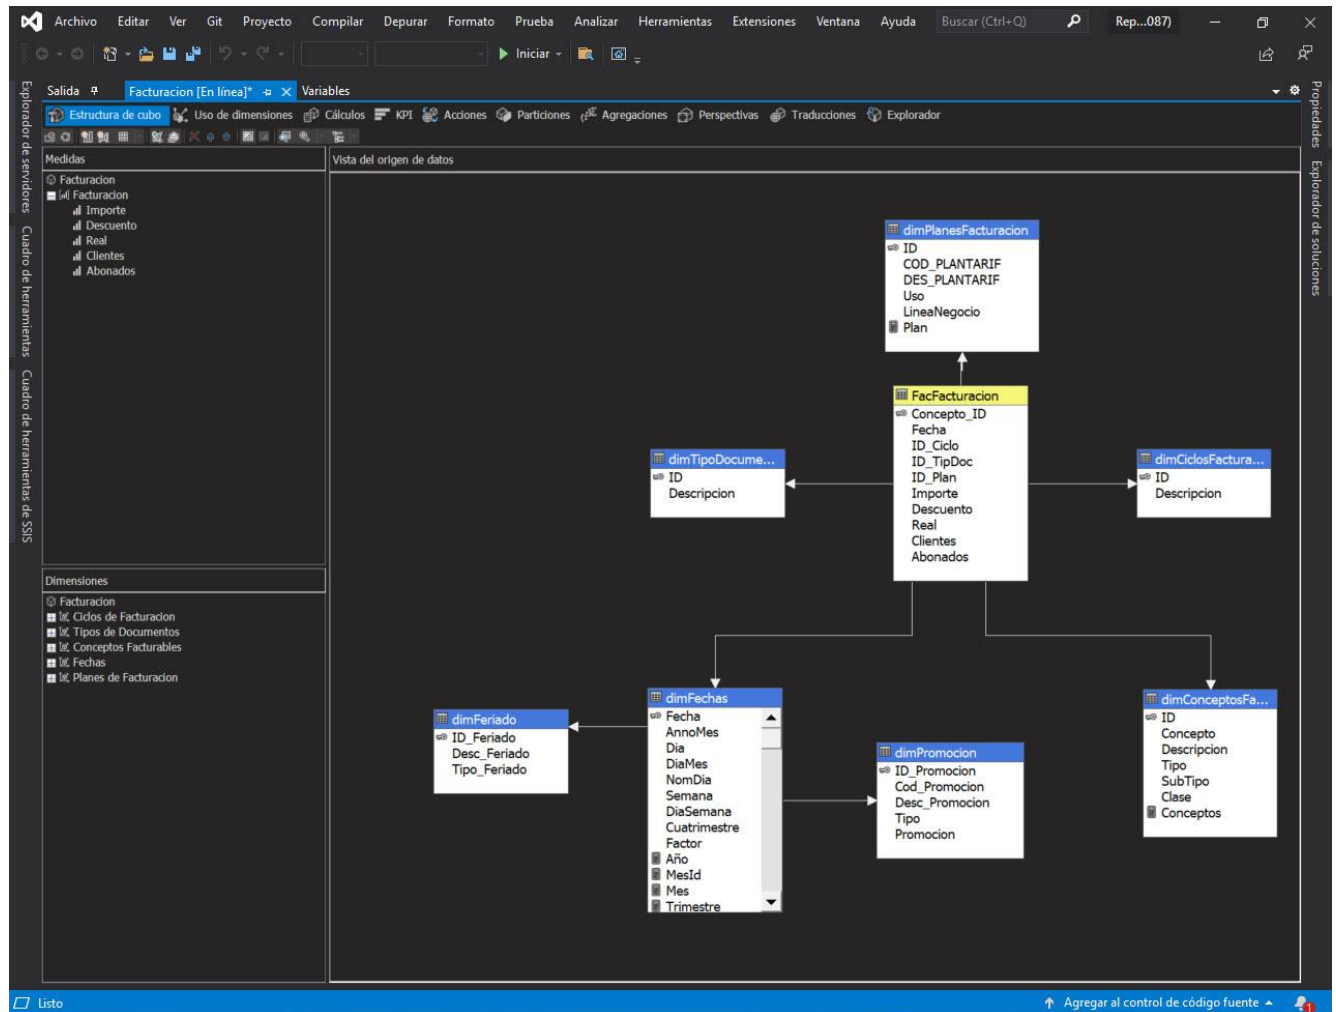 Archivo Editar Ver Git Proyecto Compilar Depurar Formato Prueba Analizar Herramientas Extensiones Ventana Ayuda Buscar (Ctrl+Q) Rep...087)
Iniciar
Explorador de servidores
Cuadro de herramientas
Cuadro de herramientas de SSIS
Salida Facturacion [En línea]* Variables
Estructura de cubo Uso de dimensiones Cálculos KPI Acciones Particiones Agregaciones Perspectivas Traducciones Explorador
Medidas
Facturacion
Facturacion
Importe
Descuento
Real
Clientes
Abonados
Dimensiones
Facturacion
Ciclos de Facturacion
Tipos de Documentos
Conceptos Facturables
Fechas
Planes de Facturacion
Vista del origen de datos
dimPlanesFacturacion
ID
COD_PLANTARIF
DES_PLANTARIF
Uso
LineaNegocio
Plan
FacFacturacion
Concepto_ID
Fecha
ID_Ciclo
ID_TipDoc
ID_Plan
Importe
Descuento
Real
Clientes
Abonados
dimTipoDocume...
ID
Descripcion
dimCiclosFactura...
ID
Descripcion
dimFeriado
ID_Feriado
Desc_Feriado
Tipo_Feriado
dimFechas
Fecha
AnnoMes
Dia
DiaMes
NomDia
Semana
DiaSemana
Cuatrimestre
Factor
Año
MesId
Mes
Trimestre
dimPromocion
ID_Promocion
Cod_Promocion
Desc_Promocion
Tipo
Promocion
dimConceptosFa...
ID
Concepto
Descripcion
Tipo
SubTipo
Clase
Conceptos
Propiedades
Explorador de soluciones
Listo
Agregar al control de código fuente
1